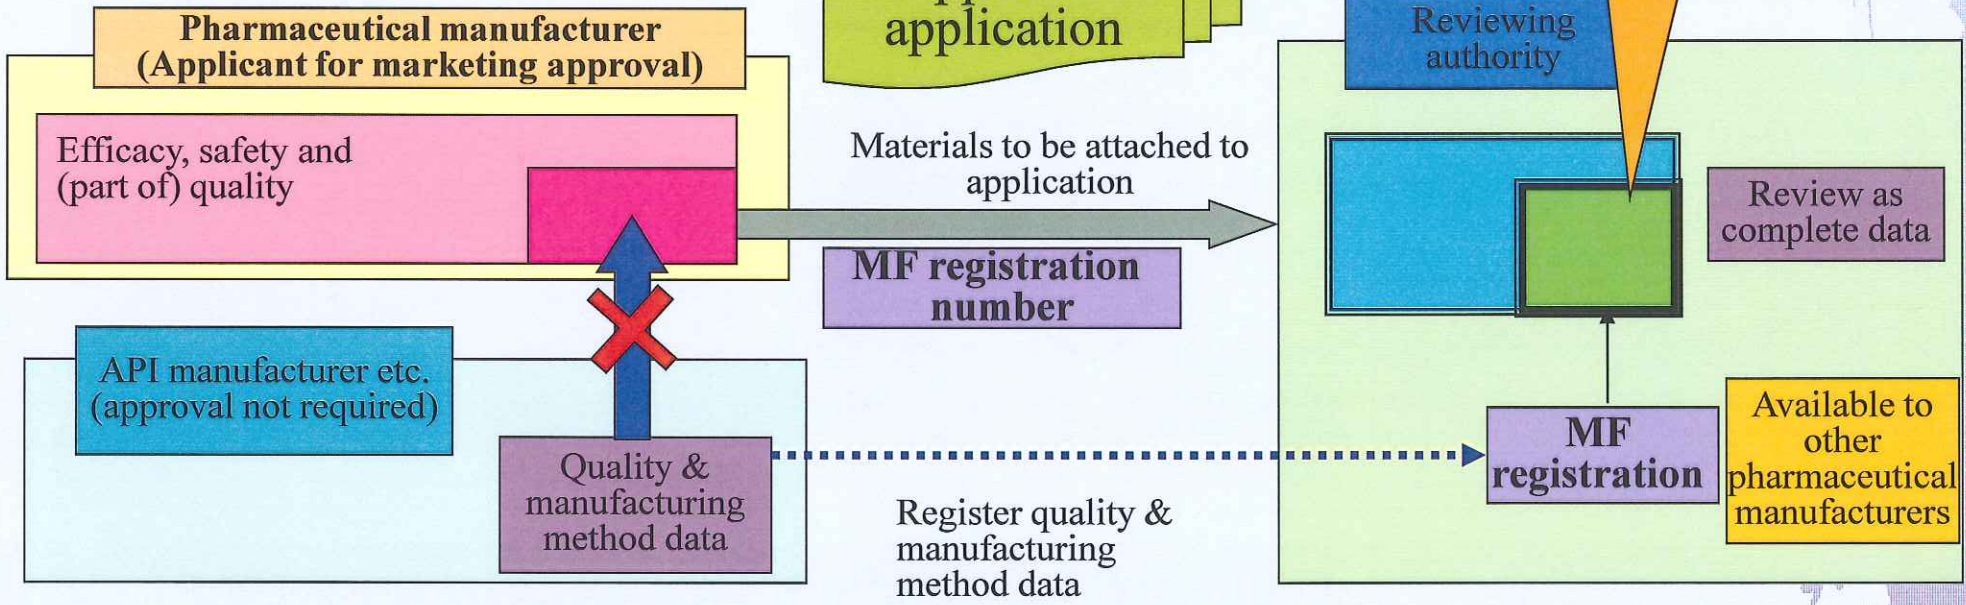 Pharmaceutical manufacturer
(Applicant for marketing approval)
Efficacy, safety and
(part of) quality
API manufacturer etc.
(approval not required)
Quality &
manufacturing
method data
application
Materials to be attached to
application
MF registration
number
Register quality &
manufacturing
method data
Reviewing
authority
Review as
complete data
MF
registration
Available to
other
pharmaceutical
manufacturers